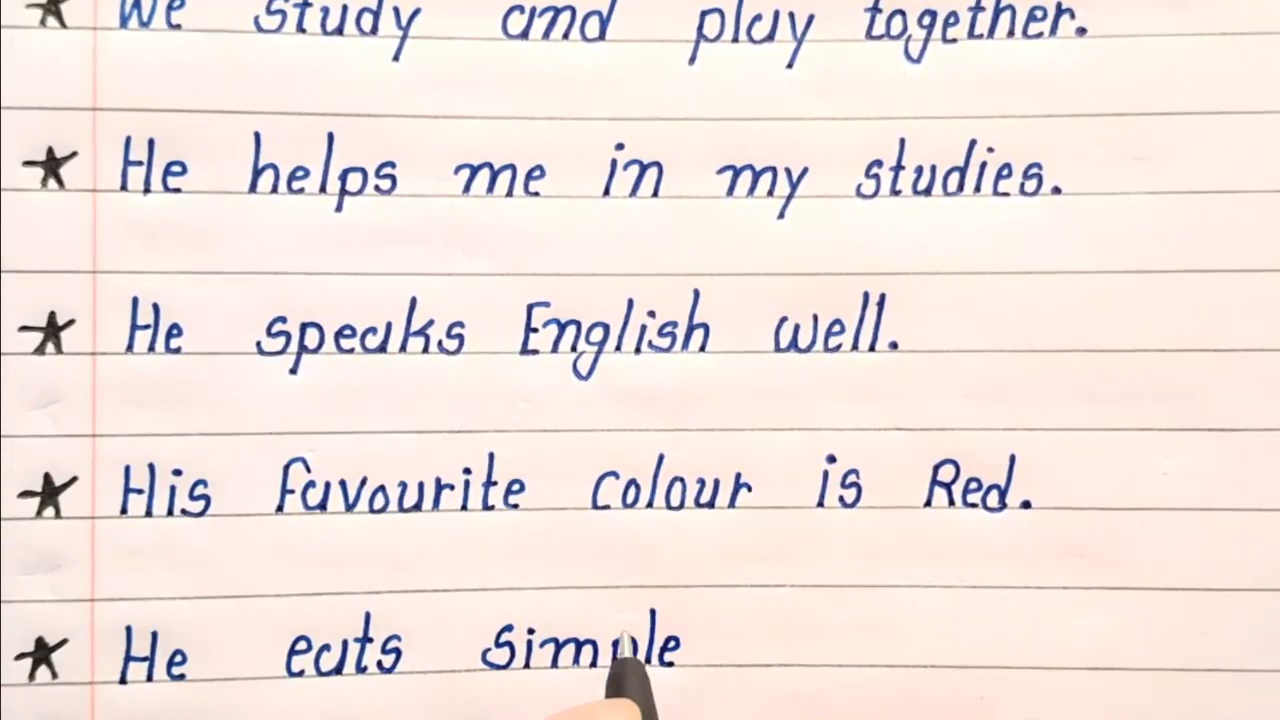 ★ We study and play together.
★ He helps me in my studies.
★ He speaks English well.
★ His favourite colour is Red.
★ He eats simple